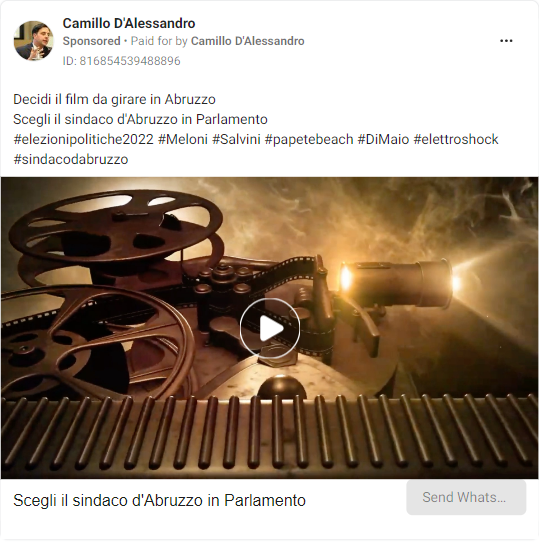 Camillo D'Alessandro
Sponsored • Paid for by Camillo D'Alessandro
ID: 816854539488896
Decidi il film da girare in Abruzzo
Scegli il sindaco d'Abruzzo in Parlamento
#elezionipolitiche2022 #Meloni #Salvini #papetebeach #DiMaio #elettroshock
#sindacodabruzzo
Scegli il sindaco d'Abruzzo in Parlamento
Send Whats...